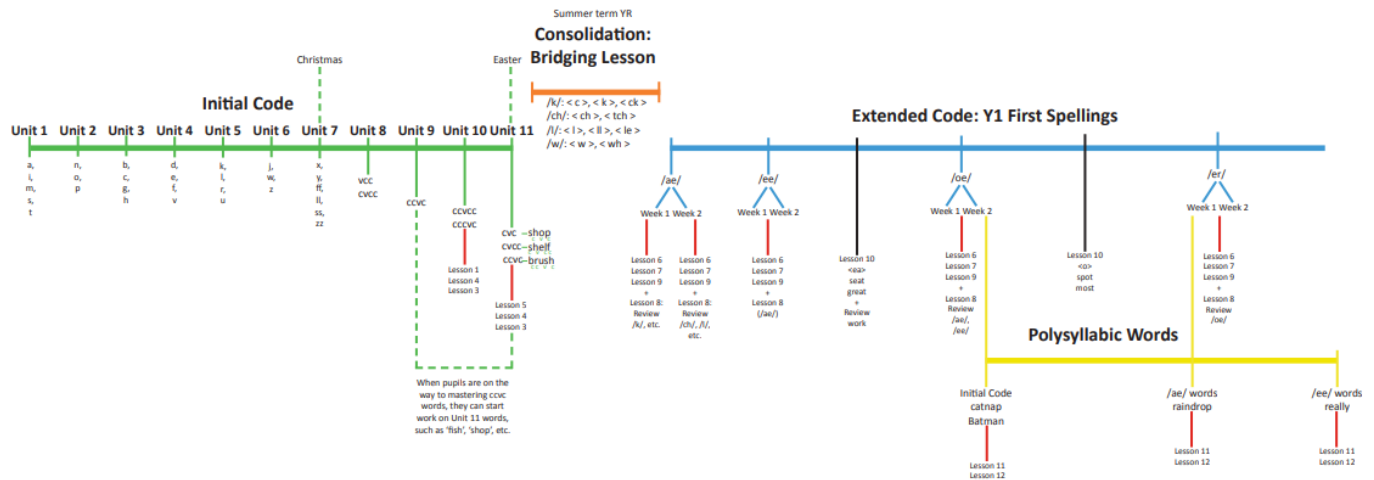 Summer term YR
Consolidation:
Bridging Lesson
Christmas
Easter
Initial Code
/k/: < c >, < k >, < ck >
/ch/: < ch >, < tch >
/l/: < l >, < ll >, < le >
/w/: < w >, < wh >
Unit 1 Unit 2 Unit 3 Unit 4 Unit 5 Unit 6 Unit 7 Unit 8 Unit 9 Unit 10 Unit 11
a,
i,
m,
s,
t
n,
o,
p
b,
c,
g,
h
d,
e,
f,
v
k,
l,
r,
u
j,
w,
z
x,
y,
ff,
ll,
ss,
zz
vcc
cvcc
ccvc
ccvcc
cccvc
Lesson 1
Lesson 4
Lesson 3
cvc –shop
c v c
cvcc –shelf
c v cc
ccvc–brush
cc v c
Lesson 5
Lesson 4
Lesson 3
When pupils are on the
way to mastering ccvc
words, they can start
work on Unit 11 words,
such as ‘fish’, ‘shop’, etc.
Extended Code: Y1 First Spellings
/ae/
Week 1 Week 2
Lesson 6
Lesson 7
Lesson 9
+
Lesson 8:
Review
/k/, etc.
Lesson 6
Lesson 7
Lesson 9
+
Lesson 8:
Review
/ch/, /l/,
etc.
/ee/
Week 1 Week 2
Lesson 6
Lesson 7
Lesson 9
+
Lesson 8
(/ae/)
Lesson 10
<ea>
seat
great
+
Review
work
/oe/
Week 1 Week 2
Lesson 6
Lesson 7
Lesson 9
+
Lesson 8
Review
/ae/,
/ee/
Lesson 10
<o>
spot
most
/er/
Week 1 Week 2
Lesson 6
Lesson 7
Lesson 9
+
Lesson 8
Review
/oe/
Polysyllabic Words
Initial Code
catnap
Batman
Lesson 11
Lesson 12
/ae/ words
raindrop
Lesson 11
Lesson 12
/ee/ words
really
Lesson 11
Lesson 12